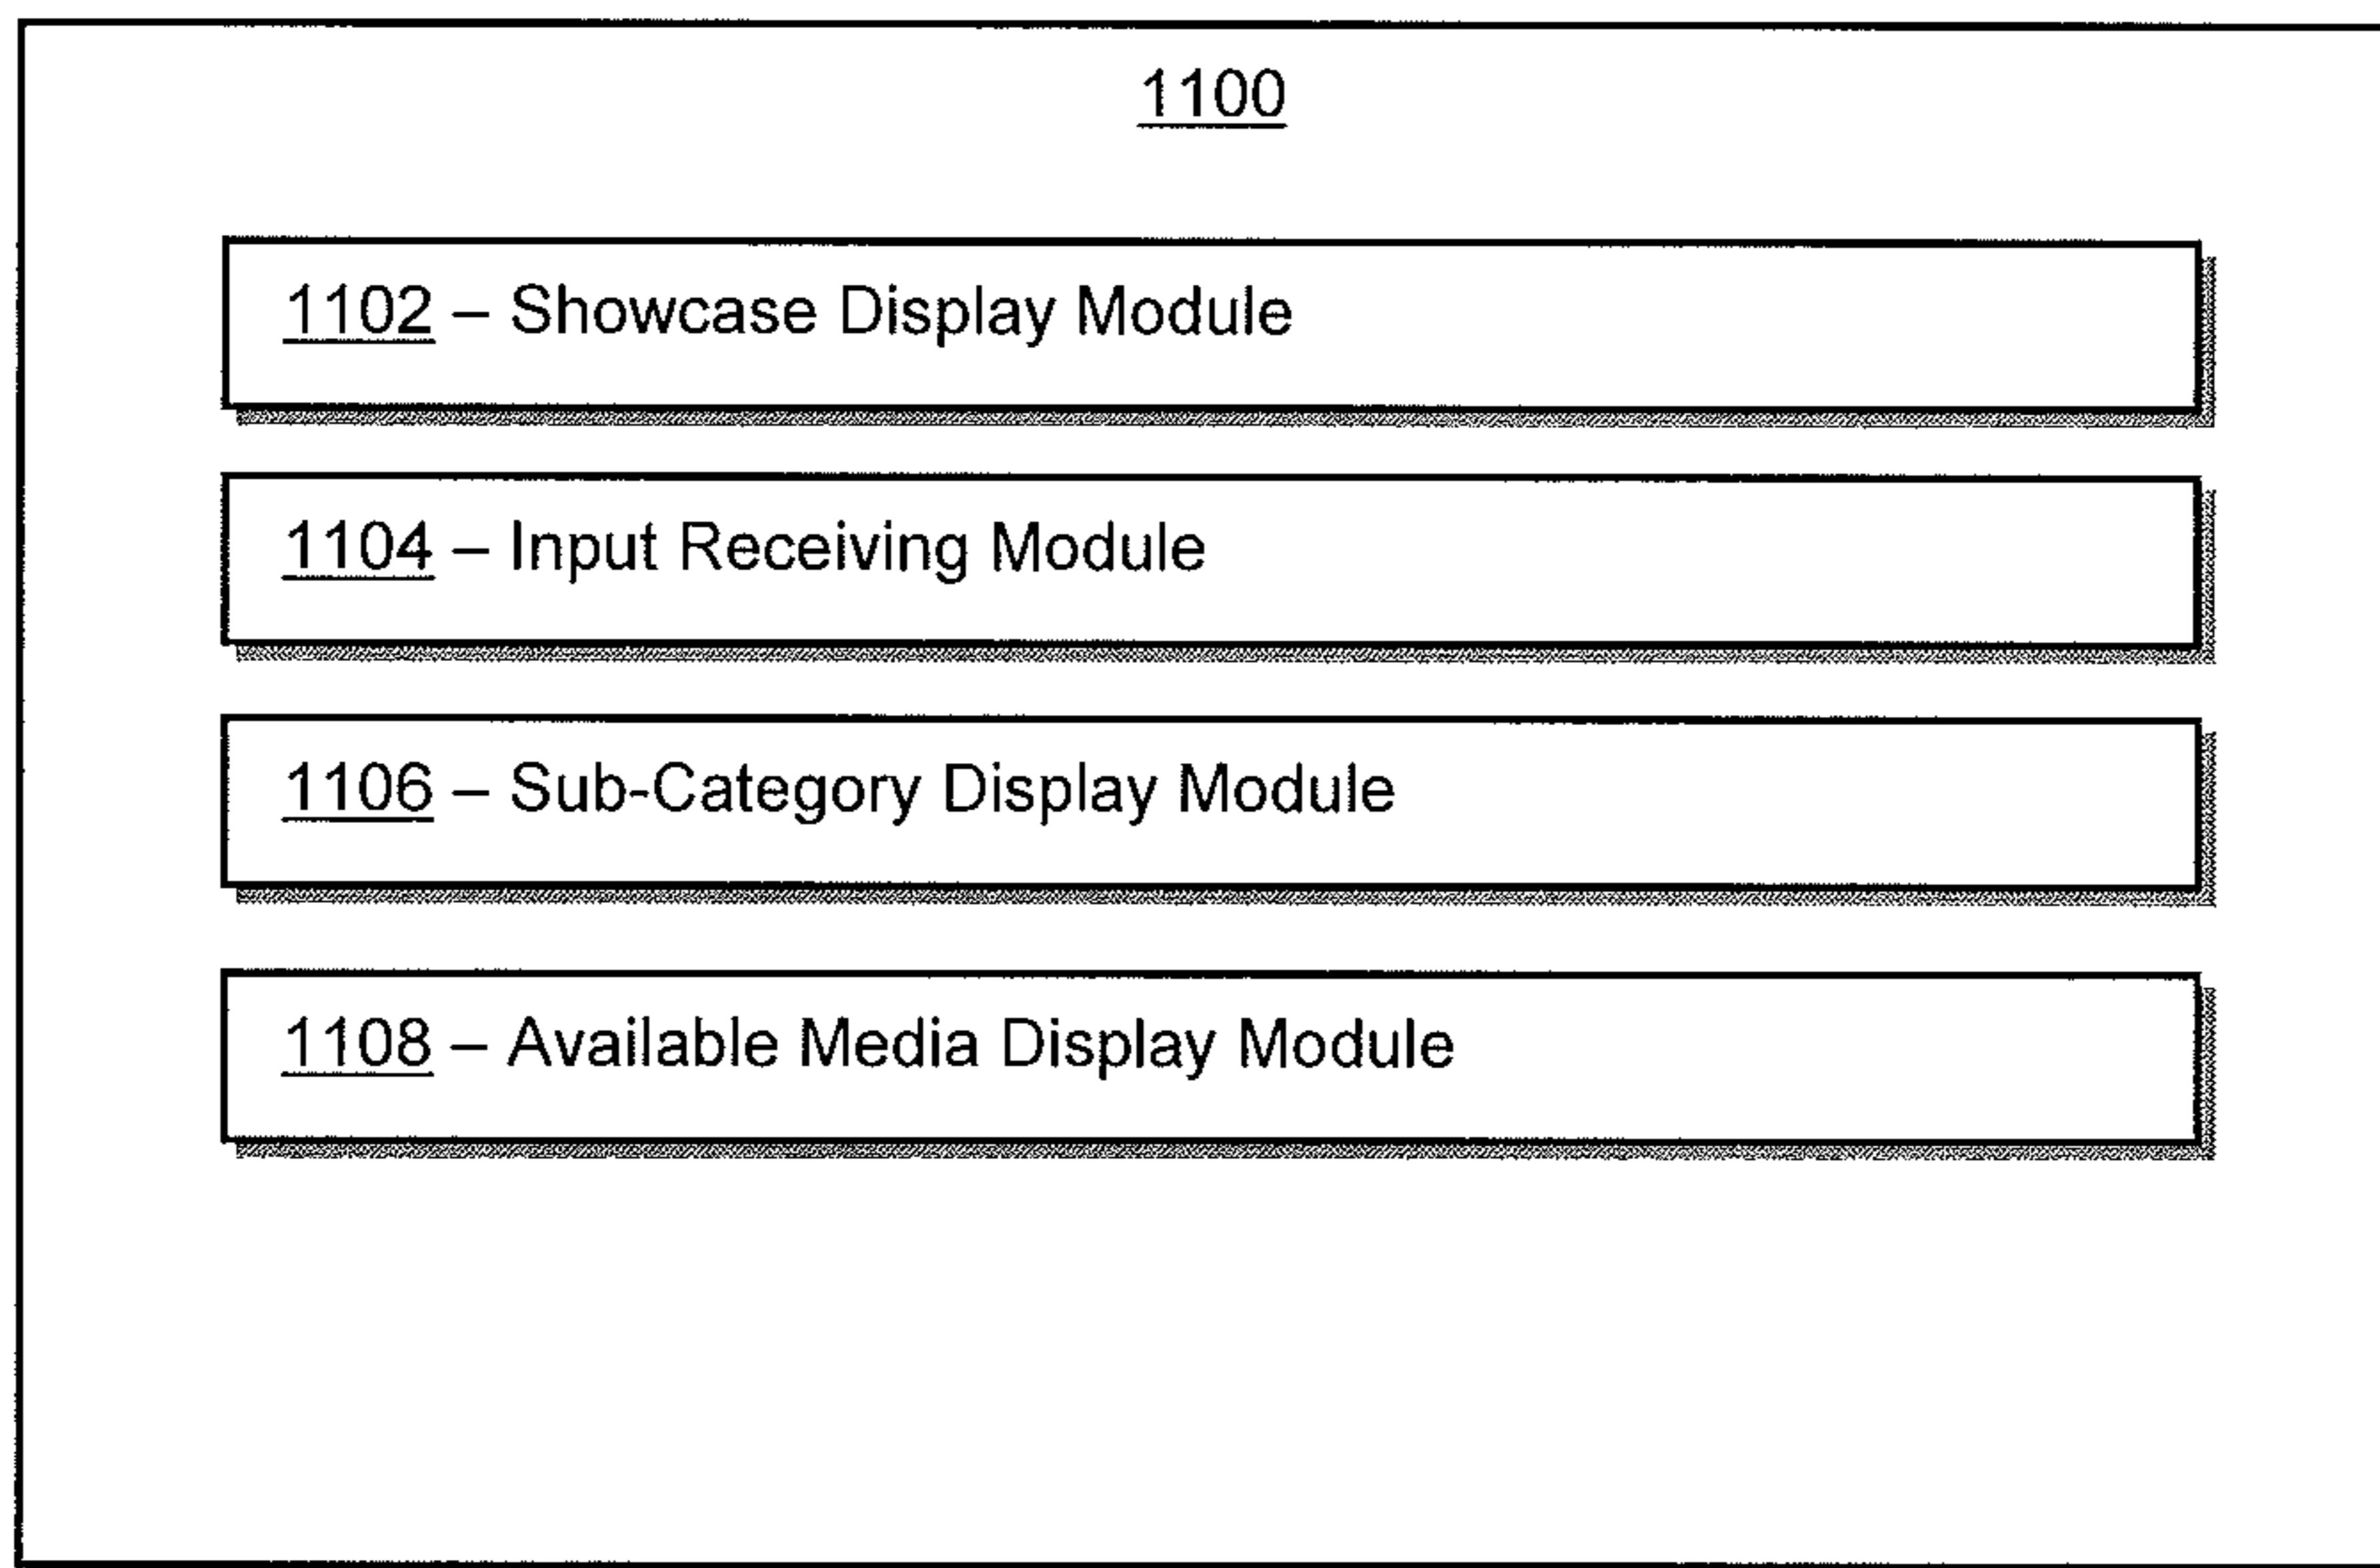 1100
1102 – Showcase Display Module
1104 – Input Receiving Module
1106 – Sub-Category Display Module
1108 – Available Media Display Module